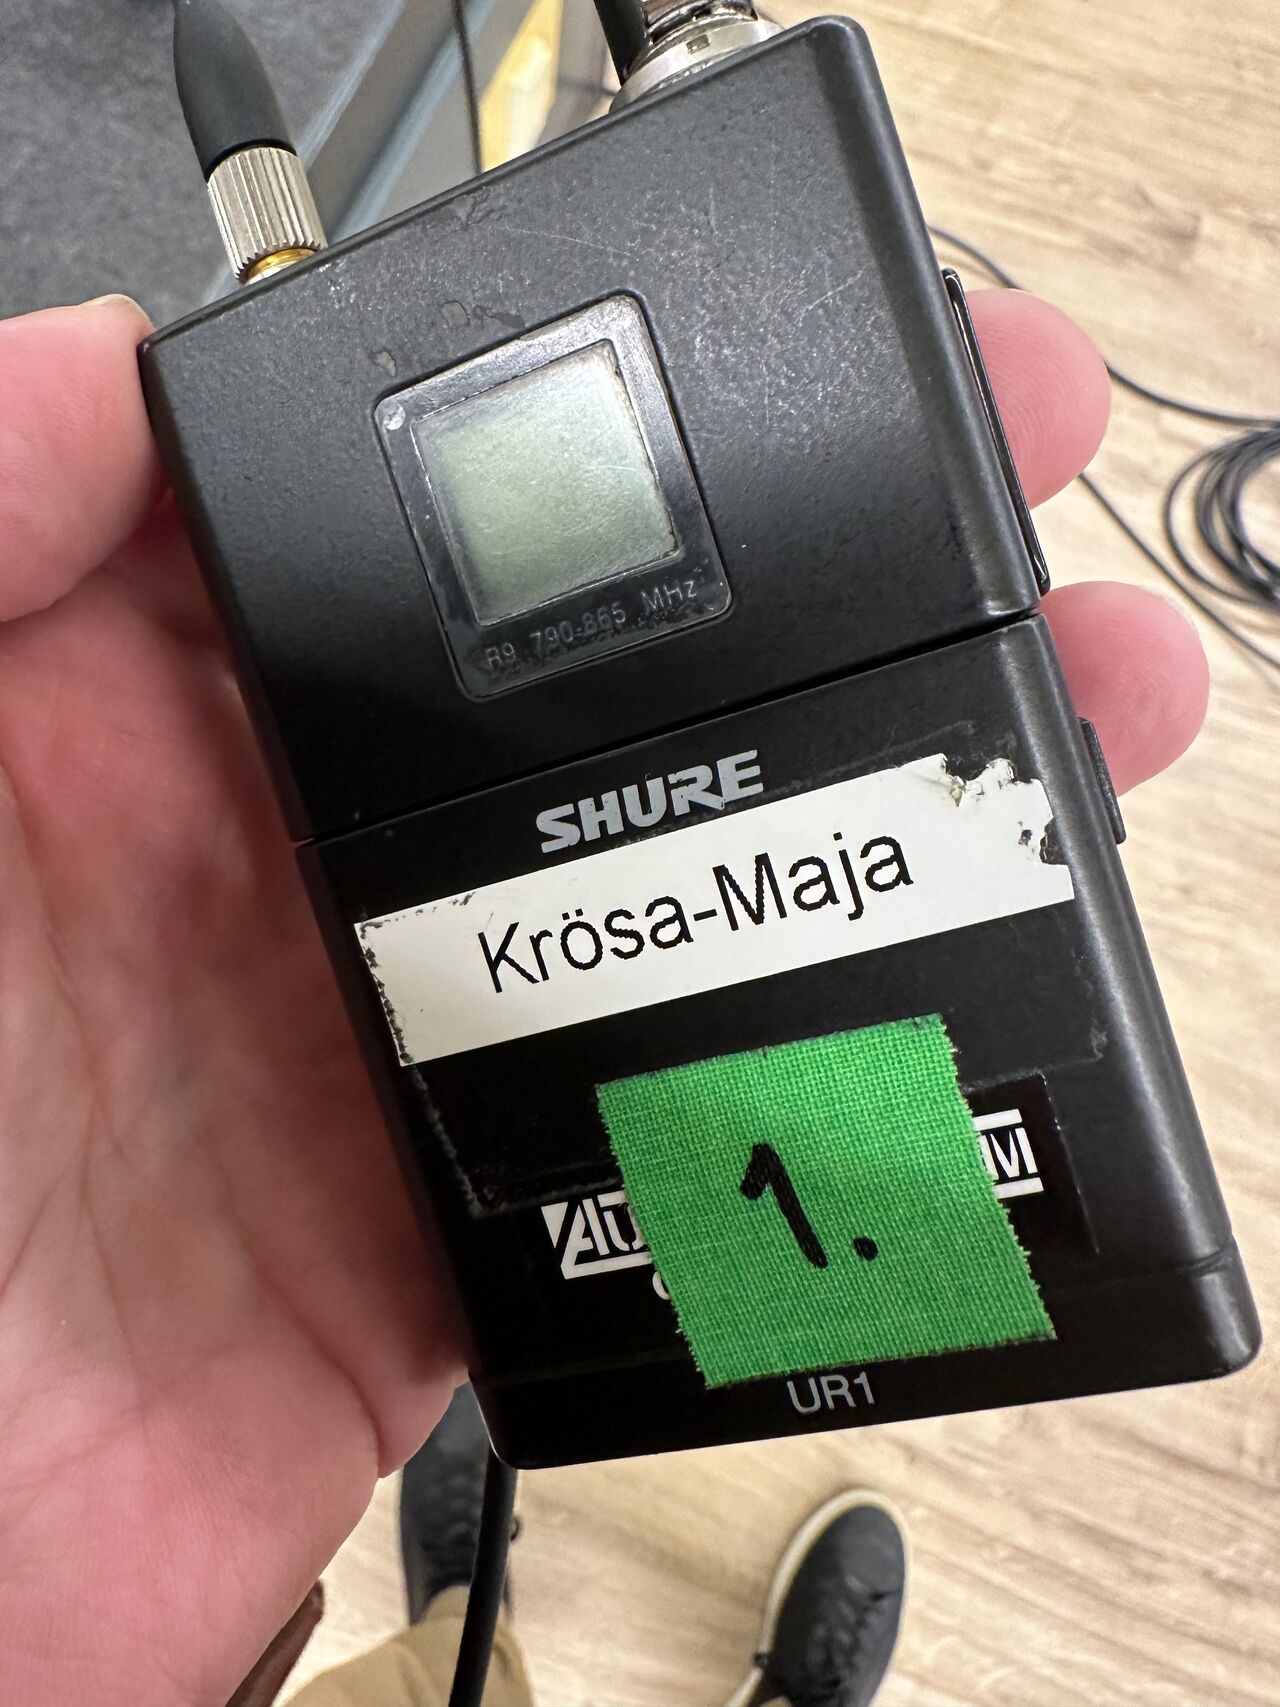 R9 790-865 MHz
SHURE
Krösa-Maja
1.
UR1